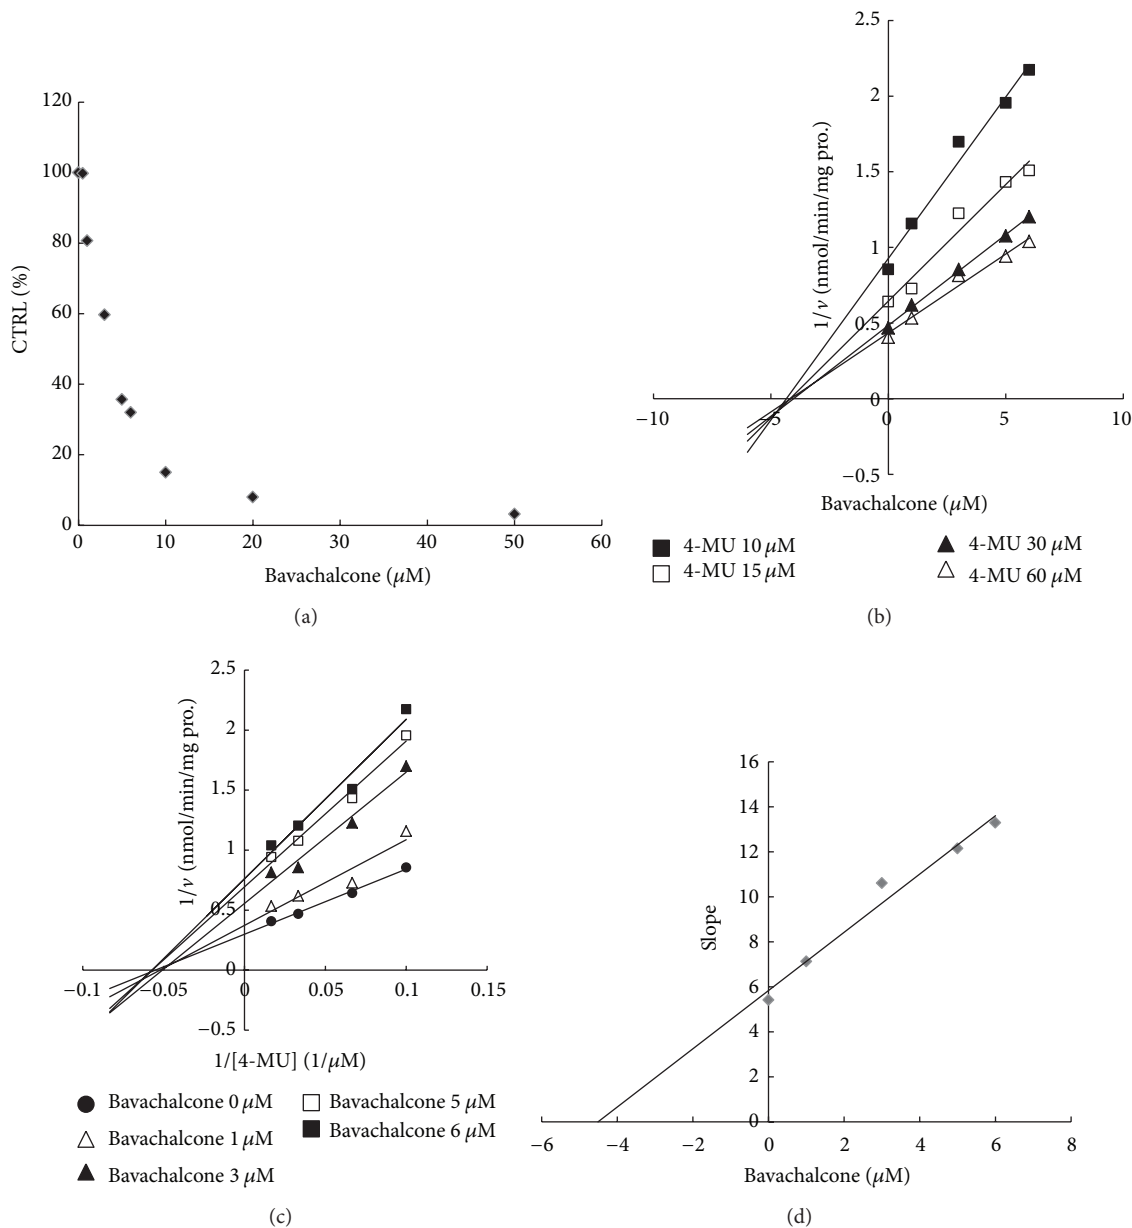 120
100
80
60
40
20
0
CTRL (%)
0 10 20 30 40 50 60
Bavachalcone (μM)
(a)
2.5
2
1.5
1
0.5
0
−0.5
1/v (nmol/min/mg pro.)
−10 −5 0 5 10
Bavachalcone (μM)
4-MU 10 μM
4-MU 15 μM
4-MU 30 μM
4-MU 60 μM
(b)
2.5
2
1.5
1
0.5
0
−0.5
1/v (nmol/min/mg pro.)
−0.1 −0.05 0 0.05 0.1 0.15
1/[4-MU] (1/μM)
Bavachalcone 0 μM
Bavachalcone 1 μM
Bavachalcone 3 μM
Bavachalcone 5 μM
Bavachalcone 6 μM
(c)
16
14
12
10
8
6
4
2
0
Slope
−6 −4 −2 0 2 4 6 8
Bavachalcone (μM)
(d)